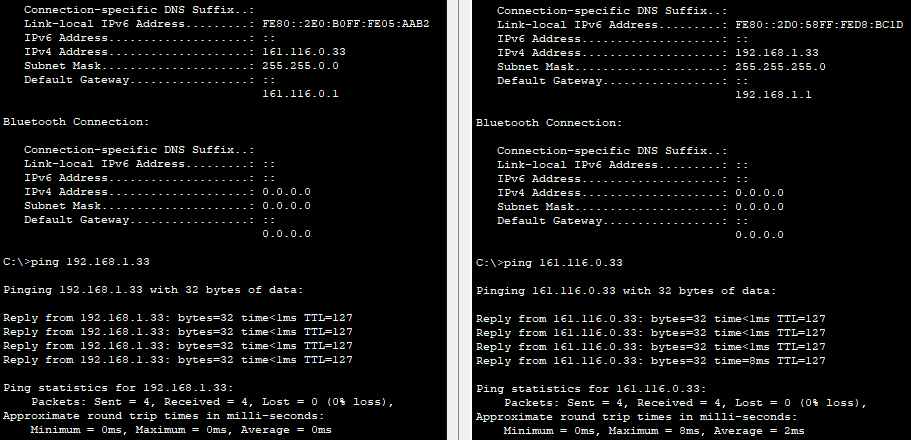 Connection-specific DNS Suffix..:
Link-local IPv6 Address.........: FE80::2E0:B0FF:FE05:AAB2
IPv6 Address....................: ::
IPv4 Address....................: 161.116.0.33
Subnet Mask.....................: 255.255.0.0
Default Gateway.................: ::
161.116.0.1
Bluetooth Connection:
Connection-specific DNS Suffix..:
Link-local IPv6 Address.........: ::
IPv6 Address....................: ::
IPv4 Address....................: 0.0.0.0
Subnet Mask.....................: 0.0.0.0
Default Gateway.................: ::
0.0.0.0
C:\>ping 192.168.1.33
Pinging 192.168.1.33 with 32 bytes of data:
Reply from 192.168.1.33: bytes=32 time<1ms TTL=127
Reply from 192.168.1.33: bytes=32 time<1ms TTL=127
Reply from 192.168.1.33: bytes=32 time<1ms TTL=127
Reply from 192.168.1.33: bytes=32 time<1ms TTL=127
Ping statistics for 192.168.1.33:
Packets: Sent = 4, Received = 4, Lost = 0 (0% loss),
Approximate round trip times in milli-seconds:
Minimum = 0ms, Maximum = 0ms, Average = 0ms
Connection-specific DNS Suffix..:
Link-local IPv6 Address.........: FE80::2D0:58FF:FED8:BC1D
IPv6 Address....................: ::
IPv4 Address....................: 192.168.1.33
Subnet Mask.....................: 255.255.255.0
Default Gateway.................: ::
192.168.1.1
Bluetooth Connection:
Connection-specific DNS Suffix..:
Link-local IPv6 Address.........: ::
IPv6 Address....................: ::
IPv4 Address....................: 0.0.0.0
Subnet Mask.....................: 0.0.0.0
Default Gateway.................: ::
0.0.0.0
C:\>ping 161.116.0.33
Pinging 161.116.0.33 with 32 bytes of data:
Reply from 161.116.0.33: bytes=32 time<1ms TTL=127
Reply from 161.116.0.33: bytes=32 time<1ms TTL=127
Reply from 161.116.0.33: bytes=32 time<1ms TTL=127
Reply from 161.116.0.33: bytes=32 time=8ms TTL=127
Ping statistics for 161.116.0.33:
Packets: Sent = 4, Received = 4, Lost = 0 (0% loss),
Approximate round trip times in milli-seconds:
Minimum = 0ms, Maximum = 8ms, Average = 2ms